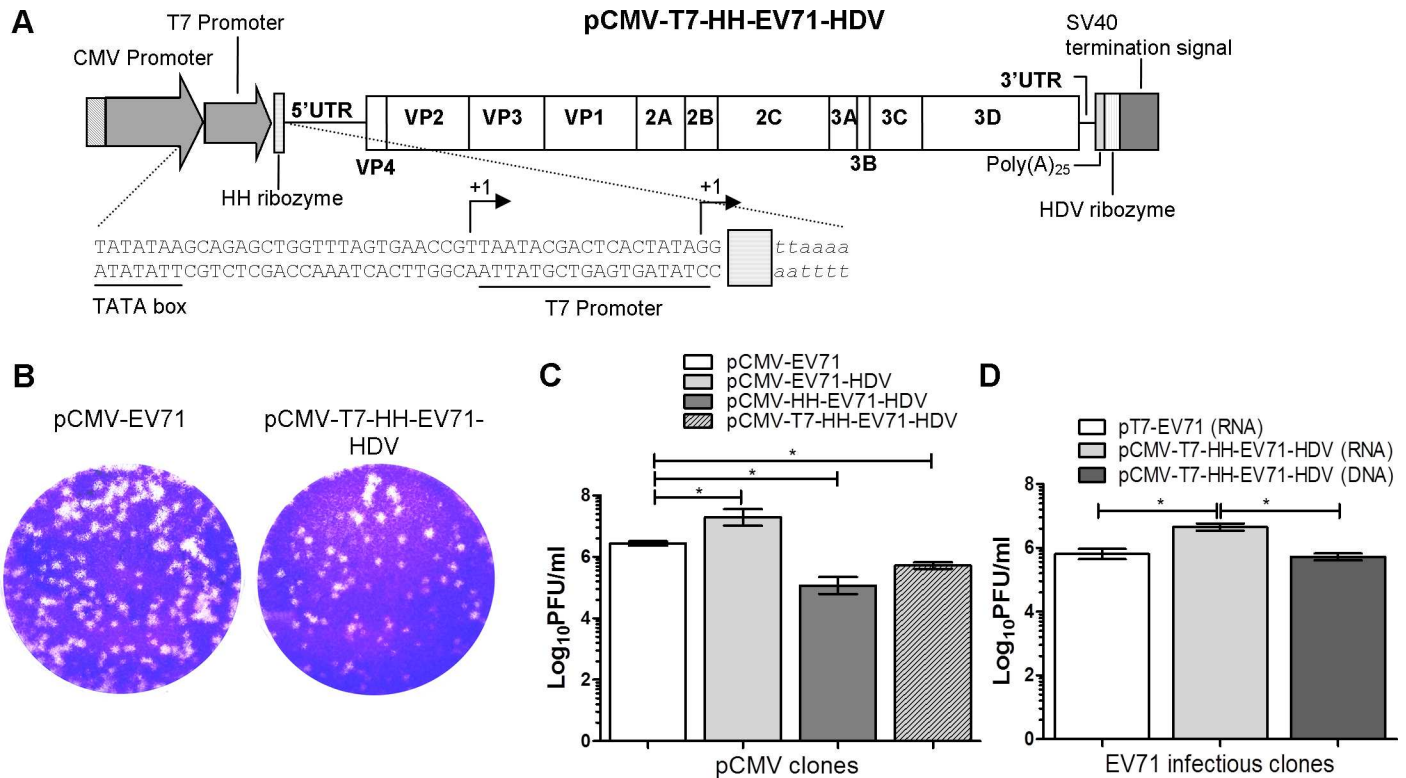 A
pCMV-T7-HH-EV71-HDV
T7 Promoter
CMV Promoter
SV40
termination signal
3’UTR
5’UTR
VP2
VP3
VP1
2A
2B
2C
3A
3C
3D
VP4
3B
Poly(A)25
HH ribozyme
HDV ribozyme
+1
+1
TATATAAGCAGAGCTGGTTTAGTGAACCGTTAATACGACTCACTATAGG
ttaaaa
ATATATTCGTCTCGACCAAATCACTTGGCAATTATGCTGAGTGATATCC
aatttt
TATA box
T7 Promoter
B
pCMV-EV71
pCMV-T7-HH-EV71-
HDV
C
pCMV-EV71
pCMV-EV71-HDV
pCMV-HH-EV71-HDV
pCMV-T7-HH-EV71-HDV
*
*
*
8
6
4
2
0
Log10PFU/ml
pCMV clones
D
pT7-EV71 (RNA)
pCMV-T7-HH-EV71-HDV (RNA)
pCMV-T7-HH-EV71-HDV (DNA)
*
*
8
6
4
2
0
Log10PFU/ml
EV71 infectious clones